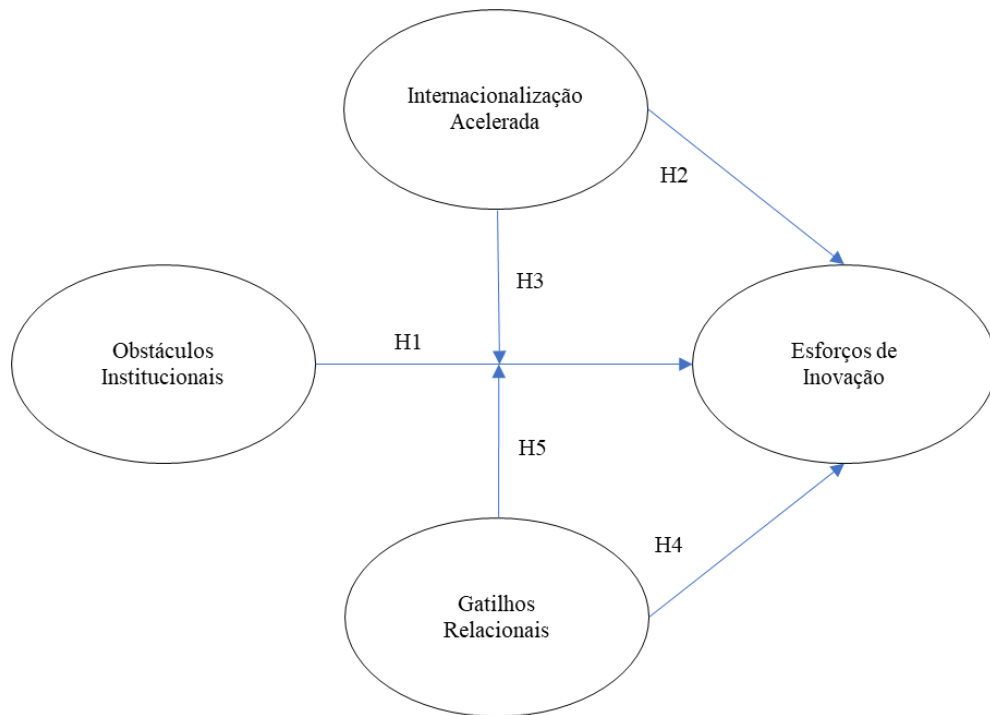 Internacionalização
Acelerada
H2
H3
H1
Obstáculos
Institucionais
Esforços de
Inovação
H5
H4
Gatilhos
Relacionais